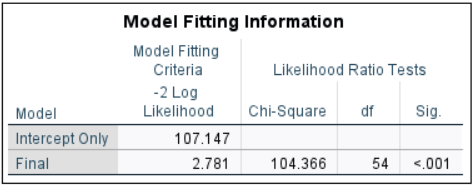 Model Fitting Information
Model Fitting
Criteria Likelihood Ratio Tests
-2 Log
Model Likelihood Chi-Square df Sig.
Intercept Only 107.147
Final 2.781 104.366 54 <.001